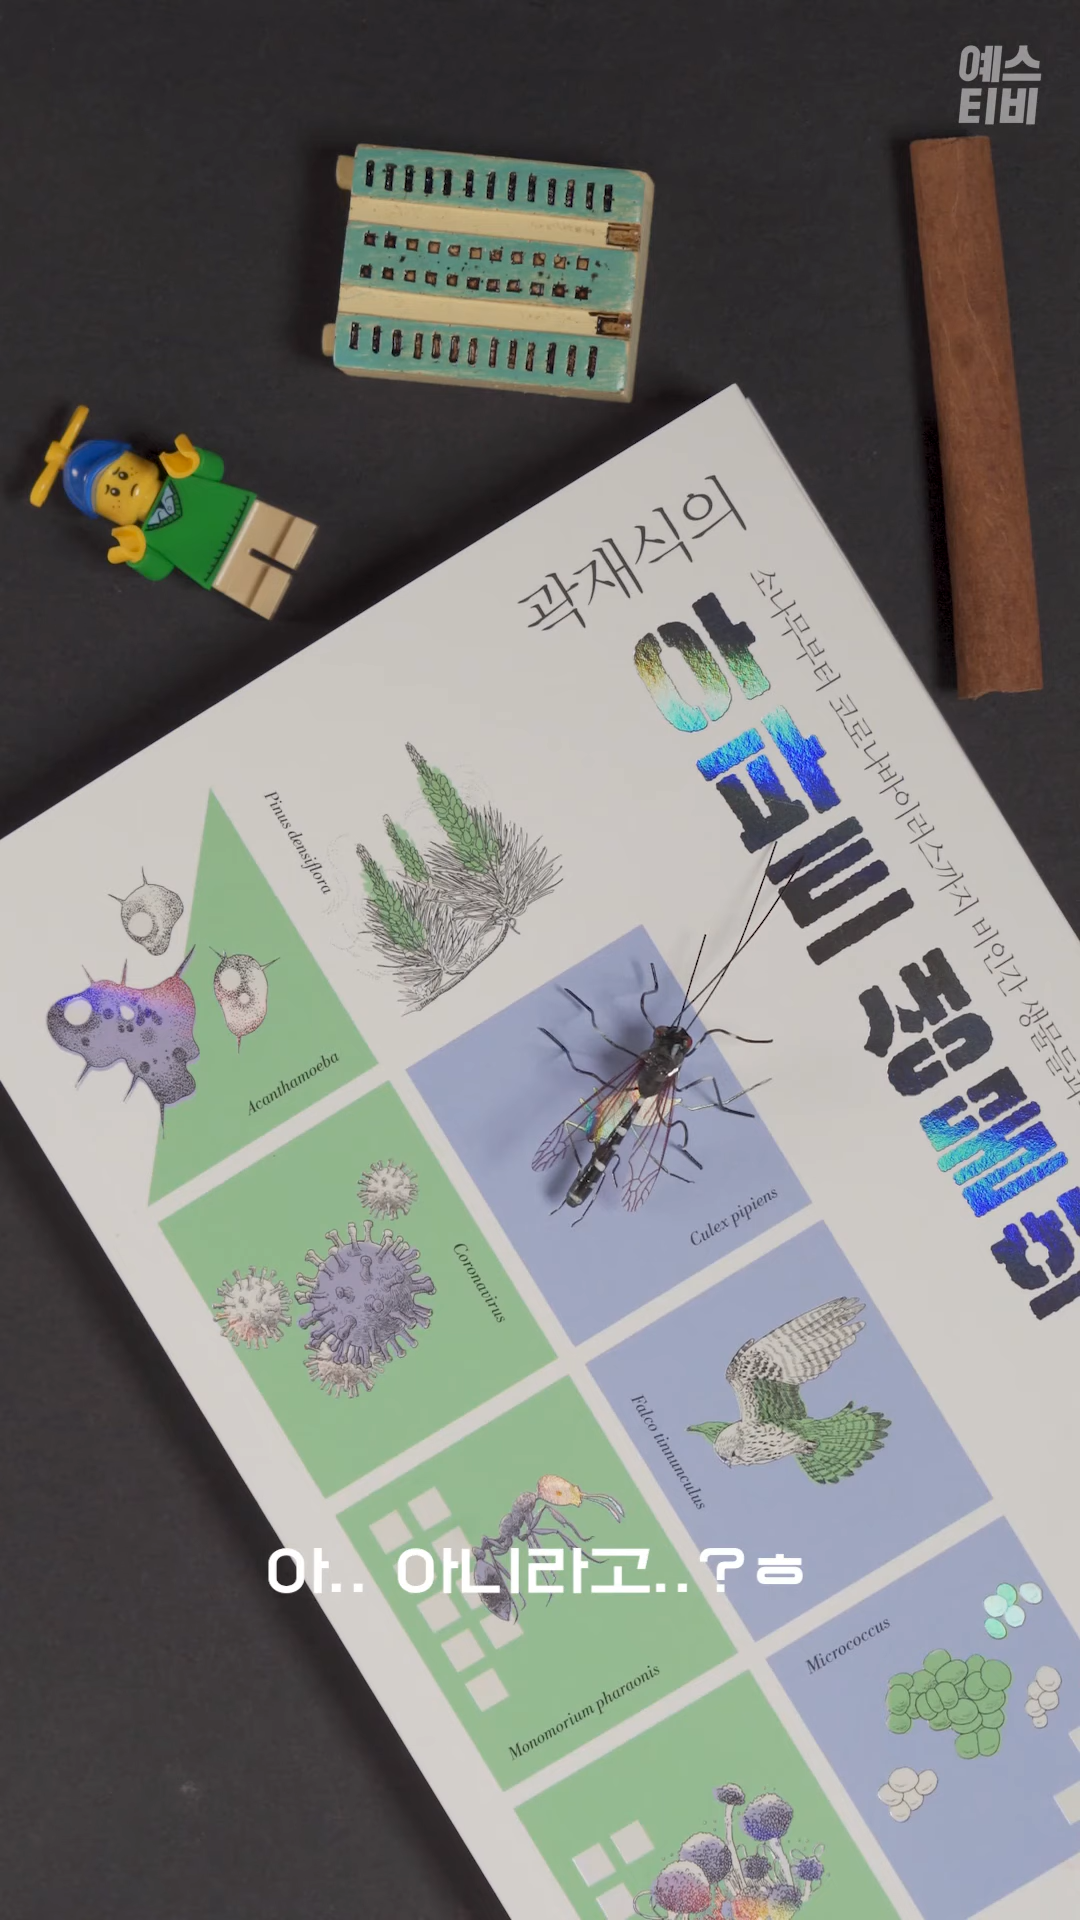 예스
티비
곽재식의
아파트 생물학
소나무부터 코로나바이러스까지 비인간 생물들과
Pinus densiflora
Acanthamoeba
Culex pipiens
Coronavirus
Falco tinnunculus
아.. 아니라고..?ㅎ
Micrococcus
Monomorium pharaonis